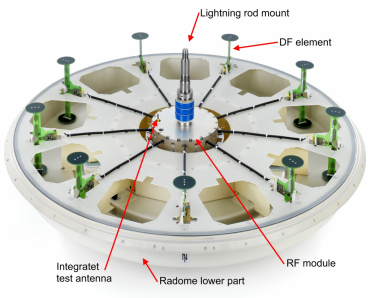 Lightning rod mount
DF element
Integratet
test antenna
RF module
Radome lower part
N